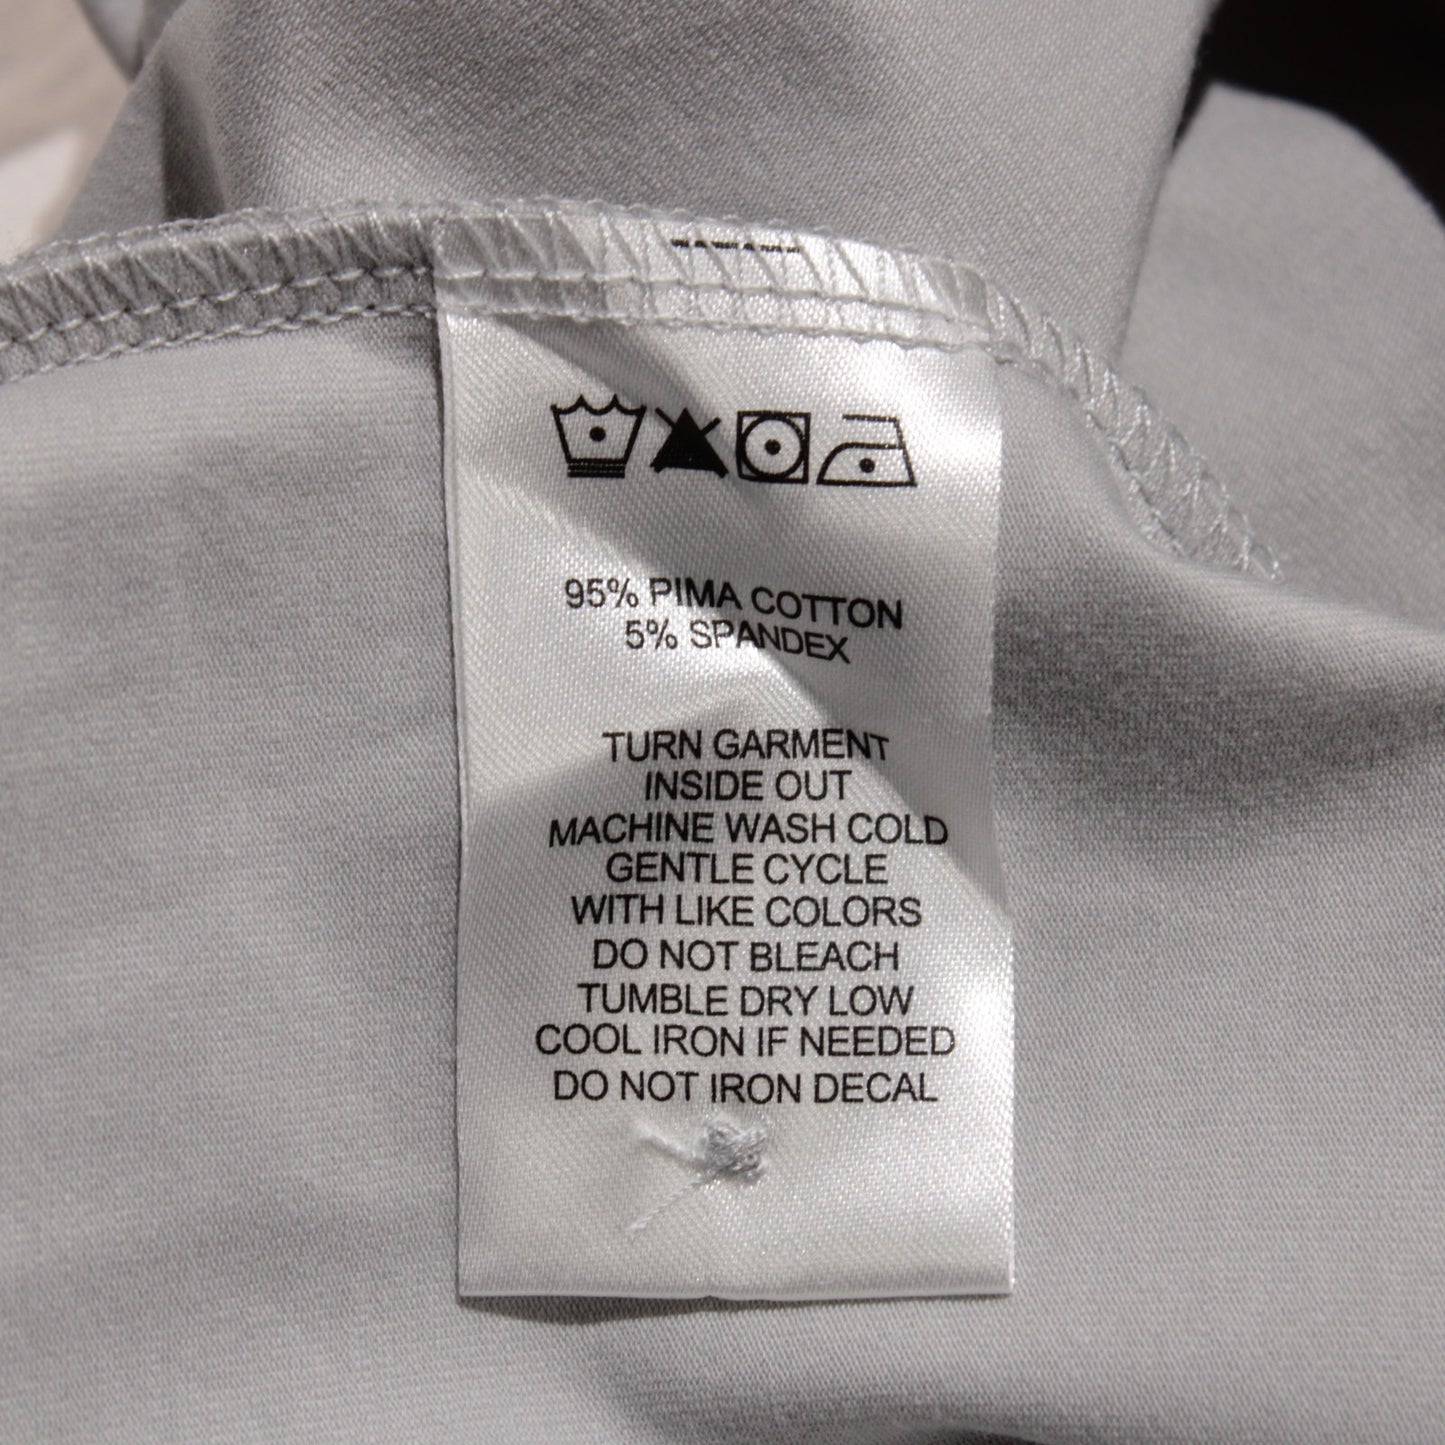 95% PIMA COTTON
5% SPANDEX
TURN GARMENT
INSIDE OUT
MACHINE WASH COLD
GENTLE CYCLE
WITH LIKE COLORS
DO NOT BLEACH
TUMBLE DRY LOW
COOL IRON IF NEEDED
DO NOT IRON DECAL